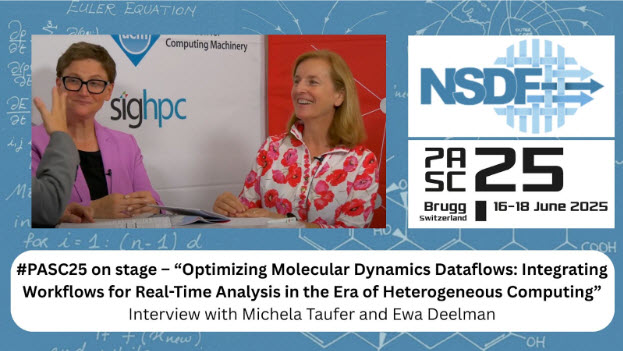 EULER EQUATION
acm
Computing Machinery
sighpc
NSDF
PASC25
Brugg
Switzerland
16-18 June 2025
for i = 1 : (n-1) d
COOH
#PASC25 on stage – “Optimizing Molecular Dynamics Dataflows: Integrating
Workflows for Real-Time Analysis in the Era of Heterogeneous Computing”
Interview with Michela Taufer and Ewa Deelman